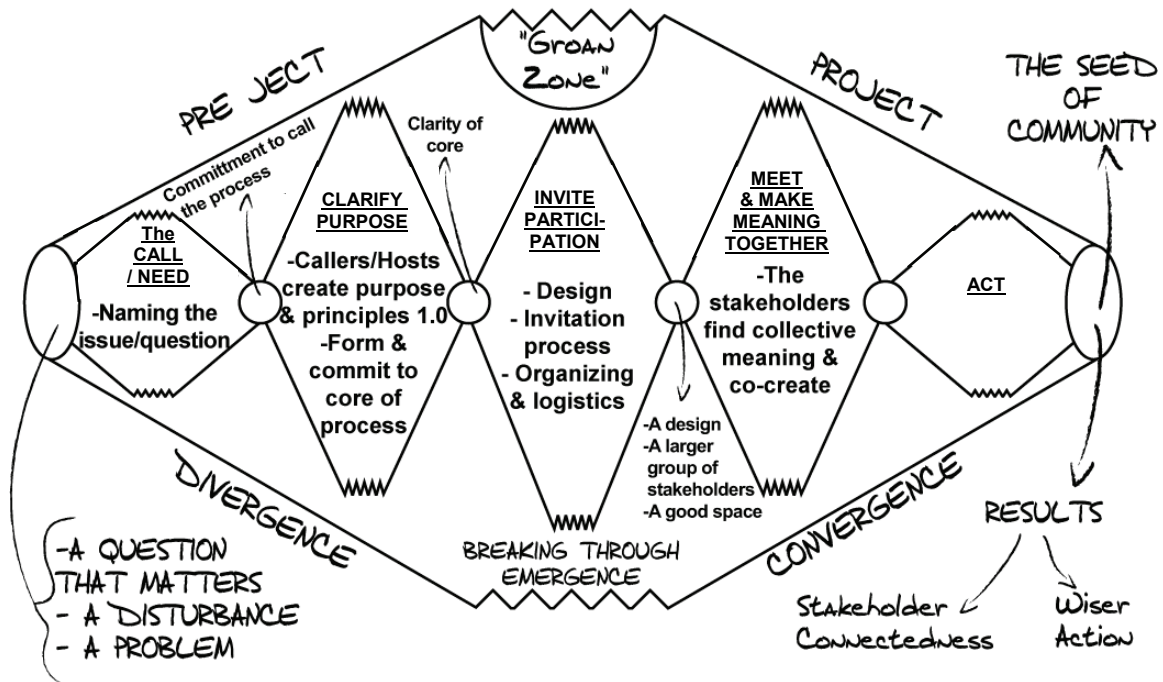 "GROAN
ZONE"
PRE JECT
PROJECT
THE SEED
OF
COMMUNITY
Committment to call
the process
Clarity of
core
The
CALL
/ NEED
-Naming the
issue/question
CLARIFY
PURPOSE
-Callers/Hosts
create purpose
& principles 1.0
-Form &
commit to
core of
process
INVITE
PARTICI-
PATION
- Design
- Invitation
process
- Organizing
& logistics
MEET
& MAKE
MEANING
TOGETHER
-The
stakeholders
find collective
meaning &
co-create
ACT
-A design
-A larger
group of
stakeholders
-A good space
DIVERGENCE
BREAKING THROUGH
EMERGENCE
CONVERGENCE
-A QUESTION
THAT MATTERS
- A DISTURBANCE
- A PROBLEM
RESULTS
Stakeholder
Connectedness
Wiser
Action